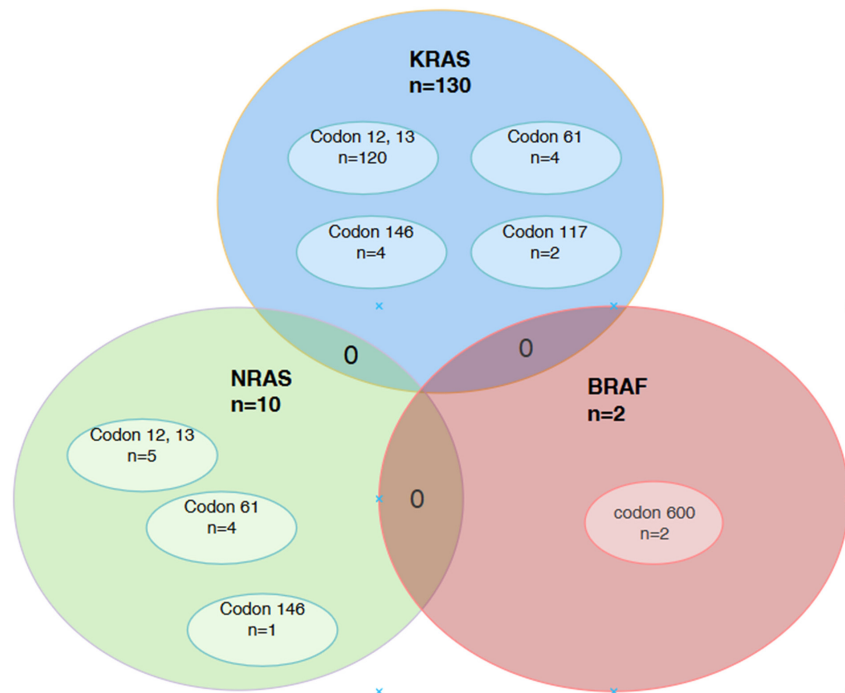 KRAS
n=130
Codon 12, 13
n=120
Codon 61
n=4
Codon 146
n=4
Codon 117
n=2
0
0
NRAS
n=10
BRAF
n=2
Codon 12, 13
n=5
Codon 61
n=4
0
codon 600
n=2
Codon 146
n=1